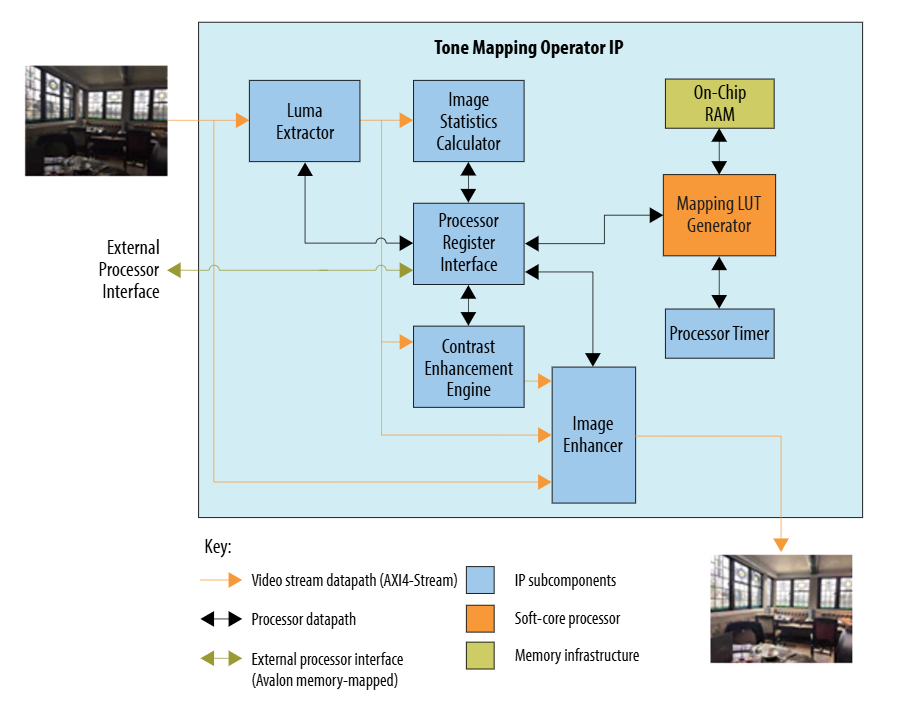 Tone Mapping Operator IP
Luma
Extractor
Image
Statistics
Calculator
On-Chip
RAM
Mapping LUT
Generator
Processor
Register
Interface
External
Processor
Interface
Processor Timer
Contrast
Enhancement
Engine
Image
Enhancer
Key:
Video stream datapath (AXI4-Stream)
IP subcomponents
Processor datapath
Soft-core processor
External processor interface
(Avalon memory-mapped)
Memory infrastructure